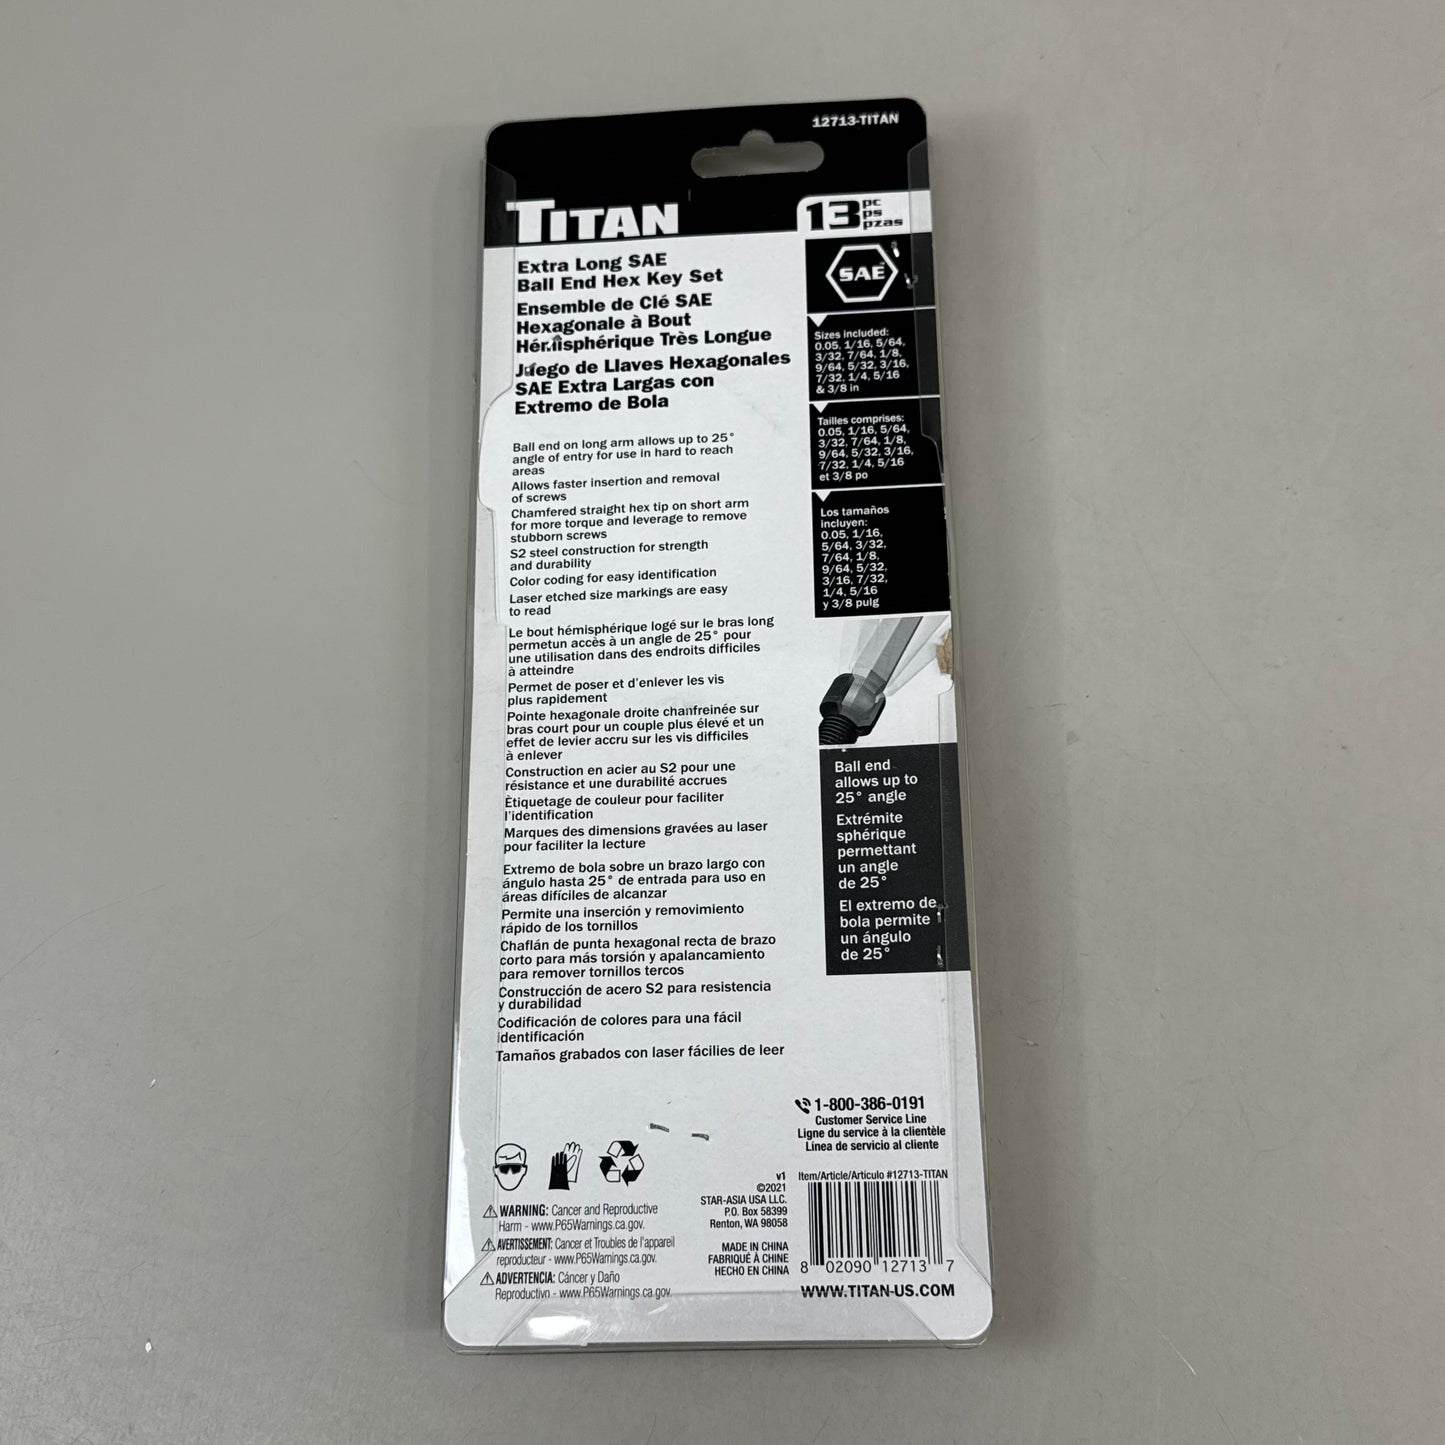 12713-TITAN
TITAN
13 pc
ps
pzas
Extra Long SAE
Ball End Hex Key Set
Ensemble de Clé SAE
Hexagonale à Bout
Hémisphérique Très Longue
Juego de Llaves Hexagonales
SAE Extra Largas con
Extremo de Bola
SAE
Sizes included:
0.05, 1/16, 5/64,
3/32, 7/64, 1/8,
9/64, 5/32, 3/16,
7/32, 1/4, 5/16
& 3/8 in
Tailles comprises:
0.05, 1/16, 5/64,
3/32, 7/64, 1/8,
9/64, 5/32, 3/16,
7/32, 1/4, 5/16
et 3/8 po
Los tamaños
incluyen:
0.05, 1/16,
5/64, 3/32,
7/64, 1/8,
9/64, 5/32,
3/16, 7/32,
1/4, 5/16
y 3/8 pulg
Ball end on long arm allows up to 25°
angle of entry for use in hard to reach
areas
Allows faster insertion and removal
of screws
Chamfered straight hex tip on short arm
for more torque and leverage to remove
stubborn screws
S2 steel construction for strength
and durability
Color coding for easy identification
Laser etched size markings are easy
to read
Le bout hémisphérique logé sur le bras long
permetun accès à un angle de 25° pour
une utilisation dans des endroits difficiles
à atteindre
Permet de poser et d'enlever les vis
plus rapidement
Pointe hexagonale droite chanfreinée sur
bras court pour un couple plus élevé et un
effet de levier accru sur les vis difficiles
à enlever
Construction en acier au S2 pour une
résistance et une durabilité accrues
Ètiquetage de couleur pour faciliter
l'identification
Marques des dimensions gravées au laser
pour faciliter la lecture
Extremo de bola sobre un brazo largo con
ángulo hasta 25° de entrada para uso en
áreas difíciles de alcanzar
Permite una inserción y removimiento
rápido de los tornillos
Chaflán de punta hexagonal recta de brazo
corto para más torsión y apalancamiento
para remover tornillos tercos
Construcción de acero S2 para resistencia
y durabilidad
Codificación de colores para una fácil
identificación
Tamaños grabados con laser fácilies de leer
Ball end
allows up to
25° angle
Extrémite
sphérique
permettant
un angle
de 25°
El extremo de
bola permite
un ángulo
de 25°
1-800-386-0191
Customer Service Line
Ligne du service à la clientèle
Línea de servicio al cliente
WARNING: Cancer and Reproductive
Harm - www.P65Warnings.ca.gov.
AVERTISSEMENT: Cancer et Troubles de l'appareil
reproducteur - www.P65Warnings.ca.gov.
ADVERTENCIA: Cáncer y Daño
Reproductivo - www.P65Warnings.ca.gov.
v1
©2021
STAR-ASIA USA LLC.
P.O. Box 58399
Renton, WA 98058
MADE IN CHINA
FABRIQUÉ À CHINE
HECHO EN CHINA
Item/Article/Artículo #12713-TITAN
8 02090 12713 7
WWW.TITAN-US.COM